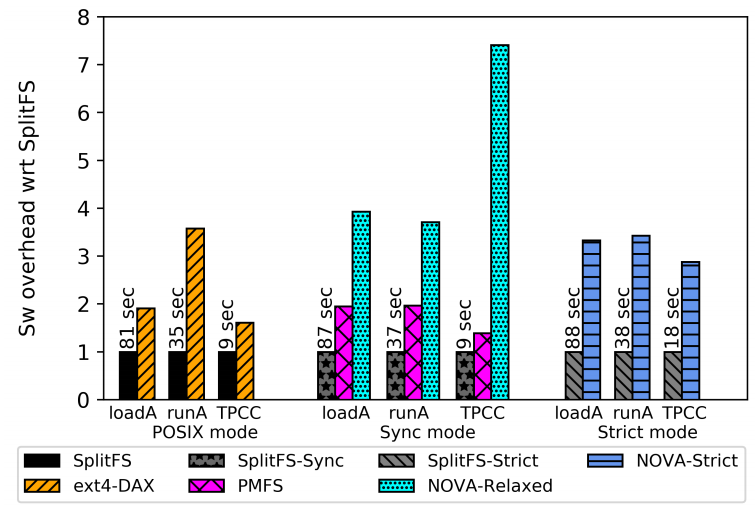 Sw overhead wrt SplitFS
8
7
6
5
4
3
2
1
0
81 sec
35 sec
9 sec
87 sec
37 sec
9 sec
88 sec
38 sec
18 sec
loadA runA TPCC loadA runA TPCC loadA runA TPCC
POSIX mode Sync mode Strict mode
SplitFS SplitFS-Sync SplitFS-Strict NOVA-Strict
ext4-DAX PMFS NOVA-Relaxed